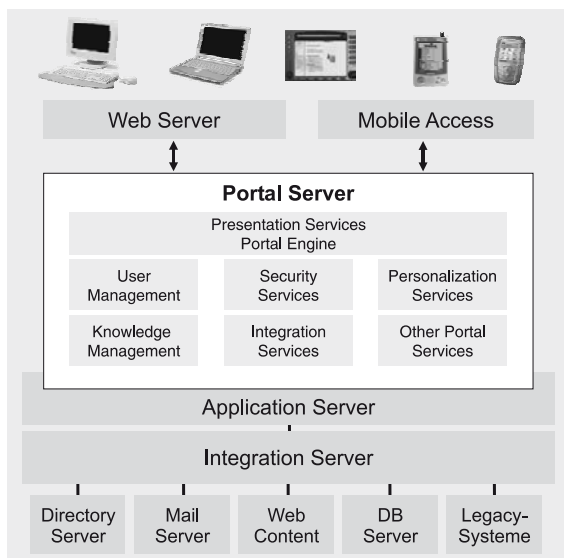 Web Server
Mobile Access
Portal Server
Presentation Services
Portal Engine
User
Management
Security
Services
Personalization
Services
Knowledge
Management
Integration
Services
Other Portal
Services
Application Server
Integration Server
Directory
Server
Mail
Server
Web
Content
DB
Server
Legacy-
Systeme